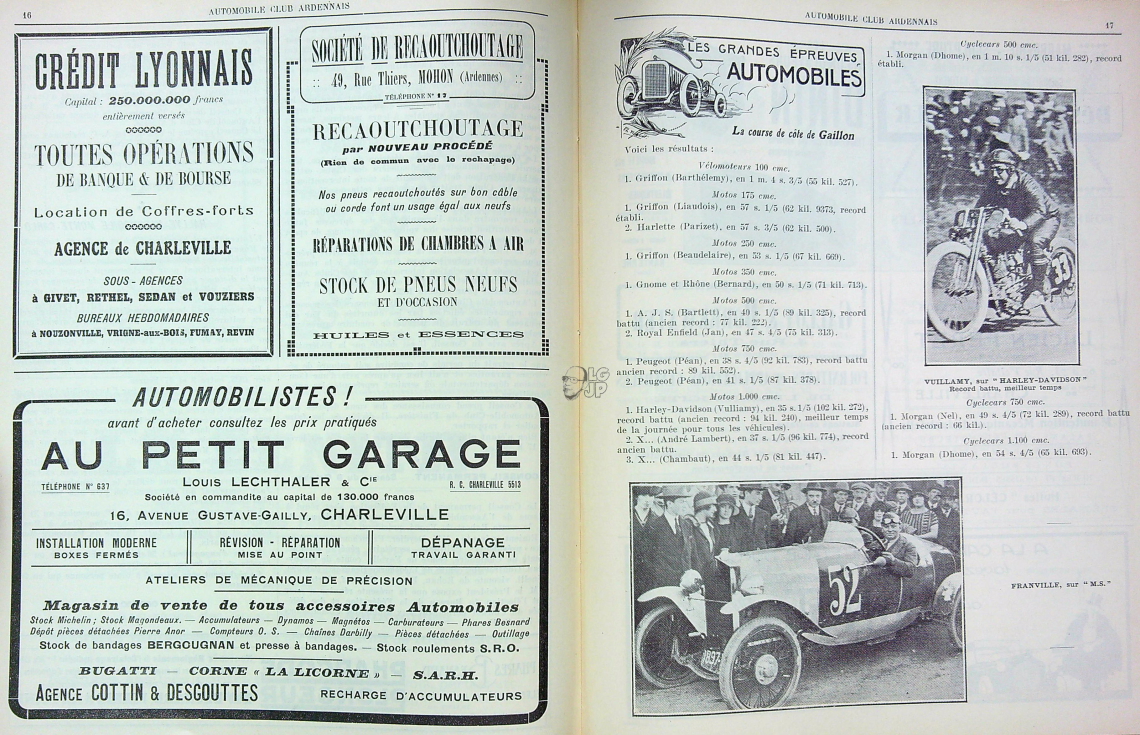 16
AUTOMOBILE CLUB ARDENNAIS
CRÉDIT LYONNAIS
Capital : 250.000.000 francs
entièrement versés
TOUTES OPÉRATIONS
DE BANQUE & DE BOURSE
Location de Coffres-forts
AGENCE de CHARLEVILLE
SOUS - AGENCES
à GIVET, RETHEL, SEDAN et VOUZIERS
BUREAUX HEBDOMADAIRES
à NOUZONVILLE, VRIGNE-aux-BOIS, FUMAY, REVIN
SOCIÉTÉ DE RECAOUTCHOUTAGE
:: 49, Rue Thiers, MOHON (Ardennes) ::
TÉLÉPHONE N° 13
RECAOUTCHOUTAGE
par NOUVEAU PROCÉDÉ
(Rien de commun avec le rechapage)
Nos pneus recaoutchoutés sur bon câble
ou corde font un usage égal aux neufs
RÉPARATIONS DE CHAMBRES A AIR
STOCK DE PNEUS NEUFS
ET D'OCCASION
HUILES et ESSENCES
AUTOMOBILISTES !
avant d'acheter consultez les prix pratiqués
AU PETIT GARAGE
TÉLÉPHONE N° 637
LOUIS LECHTHALER & CIE
R. C. CHARLEVILLE 5513
Société en commandite au capital de 130.000 francs
16, AVENUE GUSTAVE-GAILLY, CHARLEVILLE
INSTALLATION MODERNE
BOXES FERMÉS
RÉVISION - RÉPARATION
MISE AU POINT
DÉPANAGE
TRAVAIL GARANTI
ATELIERS DE MÉCANIQUE DE PRÉCISION
Magasin de vente de tous accessoires Automobiles
Stock Michelin ; Stock Magondeaux. — Accumulateurs — Dynamos — Magnétos — Carburateurs — Phares Besnard
Dépôt pièces détachées Pierre Anor — Compteurs O. S. — Chaînes Darbilly — Pièces détachées — Outillage
Stock de bandages BERGOUGNAN et presse à bandages. — Stock roulements S.R.O.
BUGATTI — CORNE « LA LICORNE » — S.A.R.H.
AGENCE COTTIN & DESGOUTTES
RECHARGE D'ACCUMULATEURS
AUTOMOBILE CLUB ARDENNAIS
17
LES GRANDES ÉPREUVES
AUTOMOBILES
La course de côte de Gaillon
Voici les résultats :
Vélomoteurs 100 cmc.
1. Griffon (Barthélemy), en 1 m. 4 s. 3/5 (55 kil. 527).
Motos 175 cmc.
1. Griffon (Liaudois), en 57 s. 1/5 (62 kil. 9373, record
établi.
2. Harlette (Parizet), en 57 s. 3/5 (62 kil. 500).
Motos 250 cmc.
1. Griffon (Beaudelaire), en 53 s. 1/5 (67 kil. 669).
Motos 350 cmc.
1. Gnome et Rhône (Bernard), en 50 s. 1/5 (71 kil. 713).
Motos 500 cmc.
1. A. J. S. (Bartlett), en 40 s. 1/5 (89 kil. 325), record
battu (ancien record : 77 kil. 222).
2. Royal Enfield (Jan), en 47 s. 4/5 (75 kil. 313).
Motos 750 cmc.
1. Peugeot (Péan), en 38 s. 4/5 (92 kil. 783), record battu
ancien record : 89 kil. 552).
2. Peugeot (Péan), en 41 s. 1/5 (87 kil. 378).
Motos 1.000 cmc.
1. Harley-Davidson (Vulliamy), en 35 s. 1/5 (102 kil. 272),
record battu (ancien record : 94 kil. 240), meilleur temps
de la journée pour tous les véhicules).
2. X... (André Lambert), en 37 s. 1/5 (96 kil. 774), record
ancien battu.
3. X... (Chambaut), en 44 s. 1/5 (81 kil. 447).
Cyclecars 500 cmc.
1. Morgan (Dhome), en 1 m. 10 s. 1/5 (51 kil. 282), record
établi.
33
VUILLAMY, sur " HARLEY-DAVIDSON "
Record battu, meilleur temps
Cyclecars 750 cmc.
1. Morgan (Nel), en 49 s. 4/5 (72 kil. 289), record battu
(ancien record : 66 kil.).
Cyclecars 1.100 cmc.
1. Morgan (Dhome), en 54 s. 4/5 (65 kil. 693).
52
FRANVILLE, sur " M.S. "
LG
JP